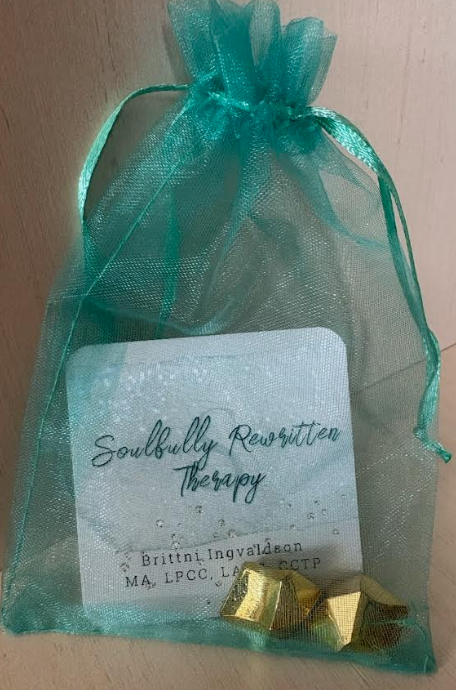 Soulfully Rewritten
Therapy
Brittni Ingvaldson
MA, LPCC, CCTP